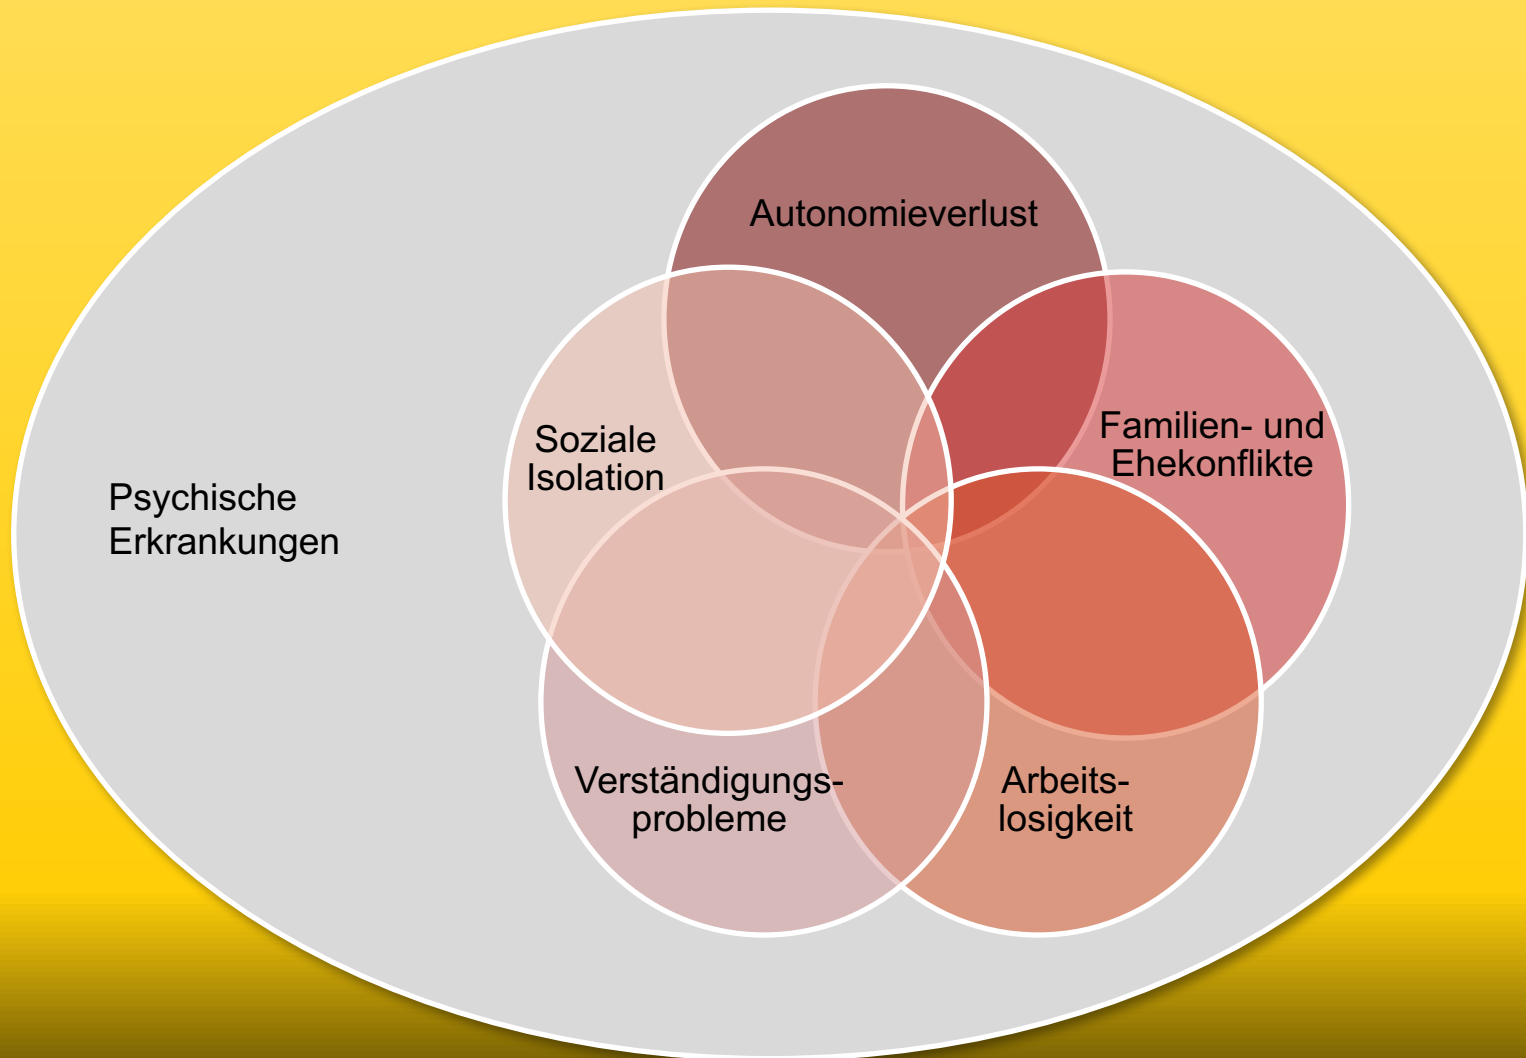 Autonomieverlust
Familien- und
Ehekonflikte
Soziale
Isolation
Psychische
Erkrankungen
Verständigungs-
probleme
Arbeits-
losigkeit